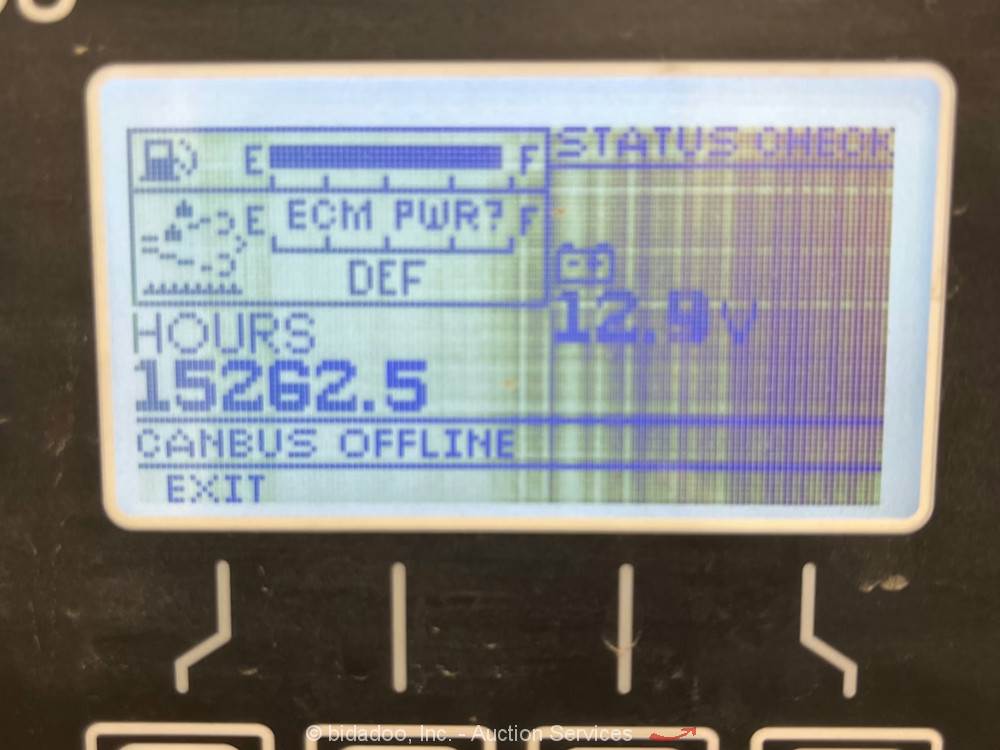 STATUS CHECK
E F
E ECM PWR? F
DEF
12.9V
HOURS
15262.5
CANBUS OFFLINE
EXIT
© bidadoo, Inc. - Auction Services